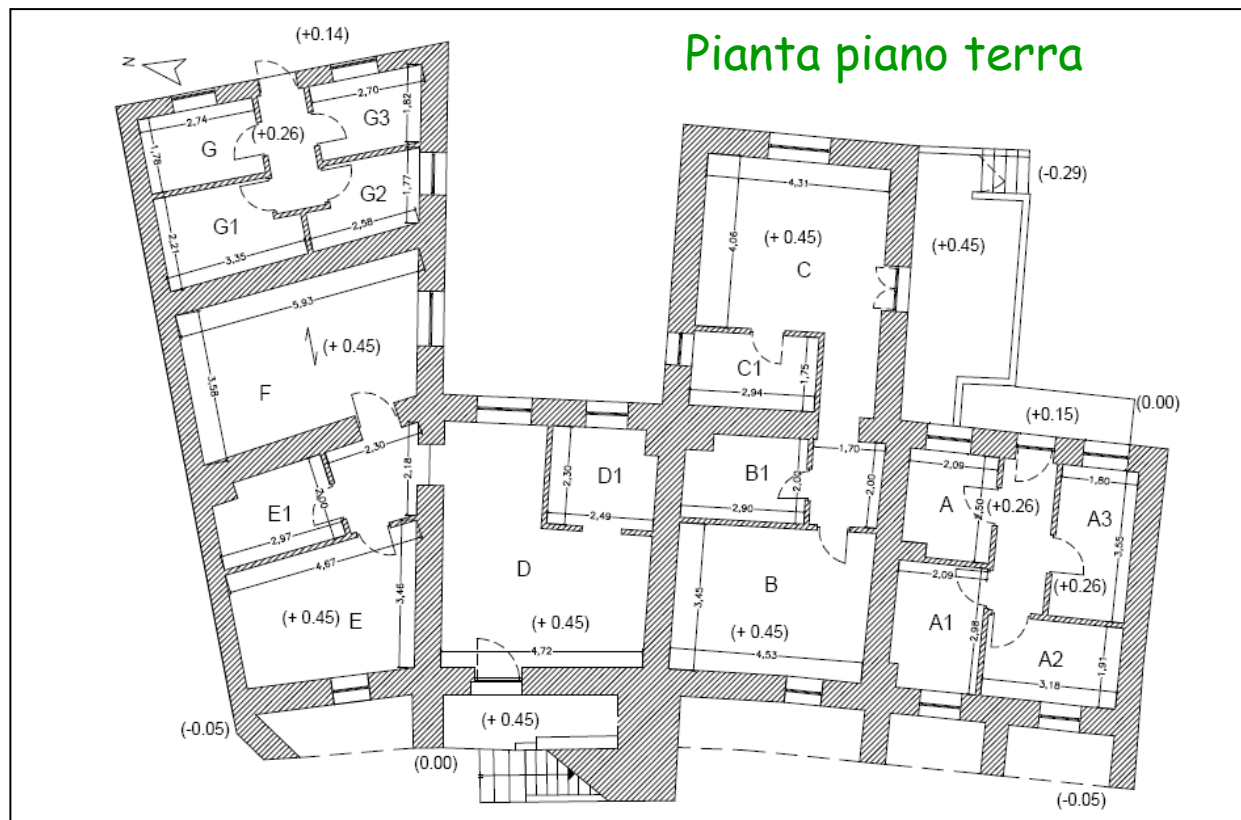 Pianta piano terra
(+0.14)
N
2,74
G
1,78
(+0.26)
2,70
G3
1,82
G1
2,21
3,35
G2
1,77
2,58
5,93
F
3,58
(+ 0.45)
2,30
2,18
E1
2,00
2,97
4,67
(+ 0.45)
E
3,46
(-0.05)
(0.00)
D1
2,30
2,49
D
(+ 0.45)
4,72
(+ 0.45)
4,31
4,06
(+ 0.45)
C
C1
2,94
1,75
(+0.45)
(-0.29)
(+0.15)
(0.00)
B1
2,00
2,90
1,70
2,00
B
3,45
(+ 0.45)
4,53
2,09
A
2,50
(+0.26)
1,80
A3
3,55
(+0.26)
2,09
A1
2,98
A2
3,18
1,91
(-0.05)